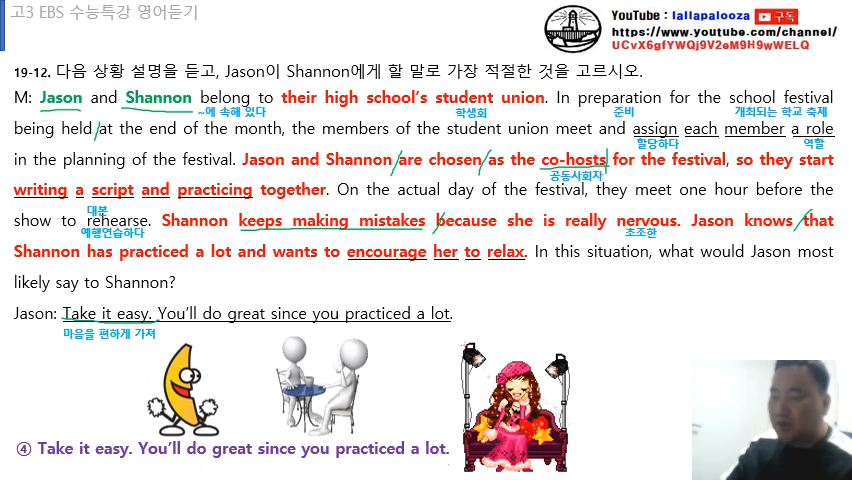 고3 EBS 수능특강 영어듣기
YouTube : lallapalooza 구독
https://www.youtube.com/channel/
UCvX6gfYWQj9V2eM9H9wWELQ
19-12. 다음 상황 설명을 듣고, Jason이 Shannon에게 할 말로 가장 적절한 것을 고르시오.
M: Jason and Shannon belong to their high school's student union. In preparation for the school festival
~에 속해 있다 학생회 준비 개최되는 학교 축제
being held at the end of the month, the members of the student union meet and assign each member a role
할당하다 역할
in the planning of the festival. Jason and Shannon are chosen as the co-hosts for the festival, so they start
공동사회자
writing a script and practicing together. On the actual day of the festival, they meet one hour before the
대본
show to rehearse. Shannon keeps making mistakes because she is really nervous. Jason knows that
예행연습하다 초조한
Shannon has practiced a lot and wants to encourage her to relax. In this situation, what would Jason most
likely say to Shannon?
Jason: Take it easy. You'll do great since you practiced a lot.
마음을 편하게 가져
④ Take it easy. You'll do great since you practiced a lot.